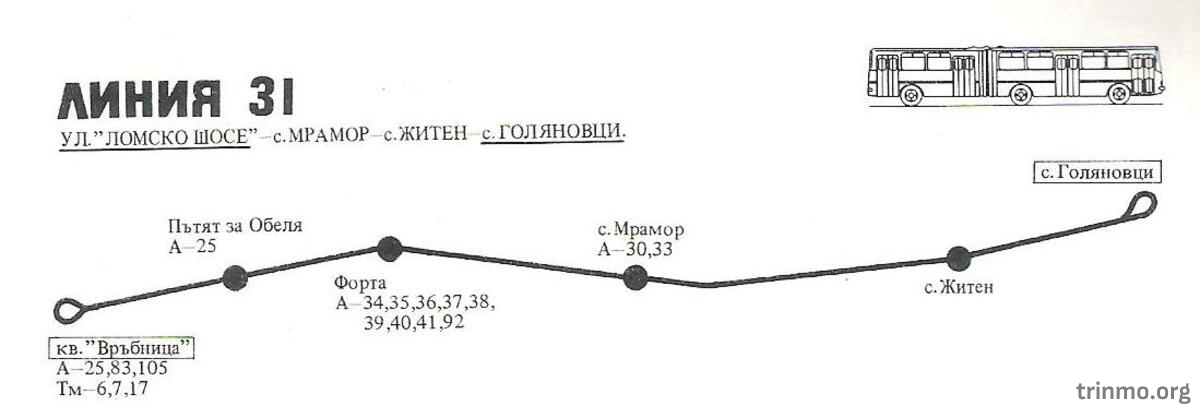 ЛИНИЯ 31
УЛ."ЛОМСКО ШОСЕ"–с.МРАМОР–с.ЖИТЕН–с.ГОЛЯНОВЦИ.
с.Голяновци
Пътят за Обеля
А–25
с.Мрамор
А–30,33
Форта
А–34,35,36,37,38,
39,40,41,92
с.Житен
кв."Връбница"
А–25,83,105
Тм–6,7,17
trinmo.org